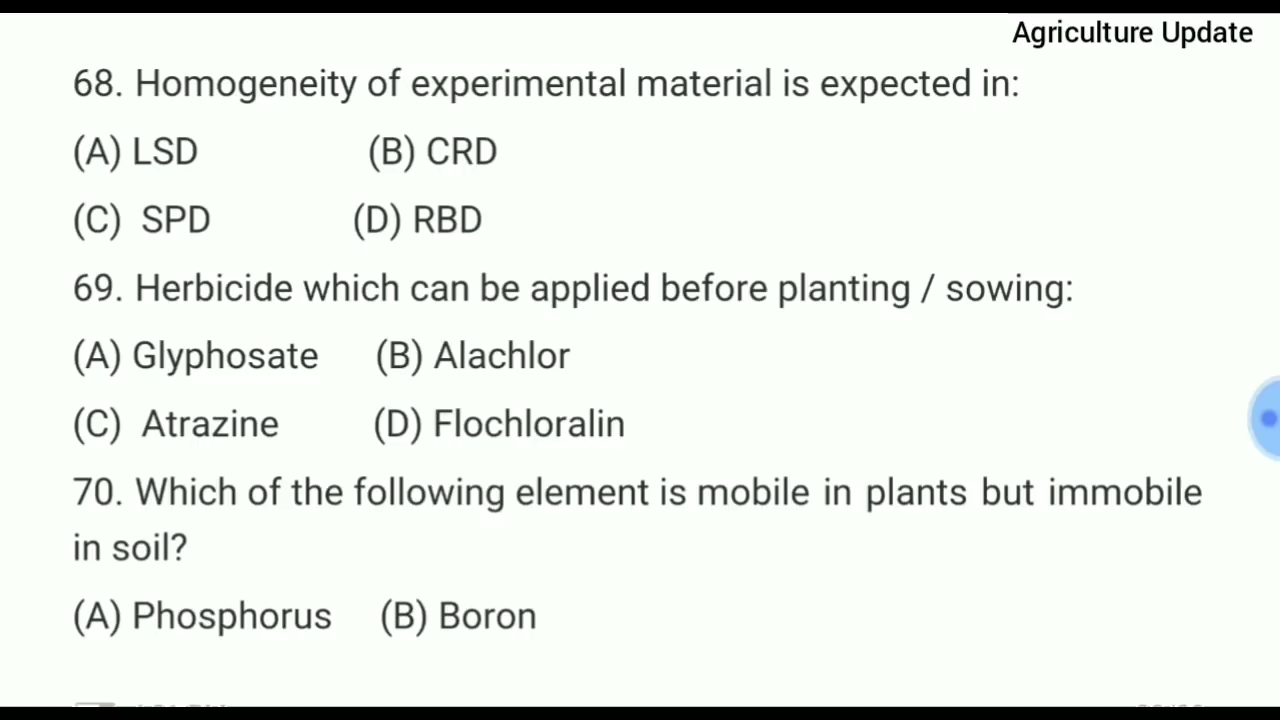 Agriculture Update
68. Homogeneity of experimental material is expected in:
(A) LSD (B) CRD
(C) SPD (D) RBD
69. Herbicide which can be applied before planting / sowing:
(A) Glyphosate (B) Alachlor
(C) Atrazine (D) Flochloralin
70. Which of the following element is mobile in plants but immobile
in soil?
(A) Phosphorus (B) Boron